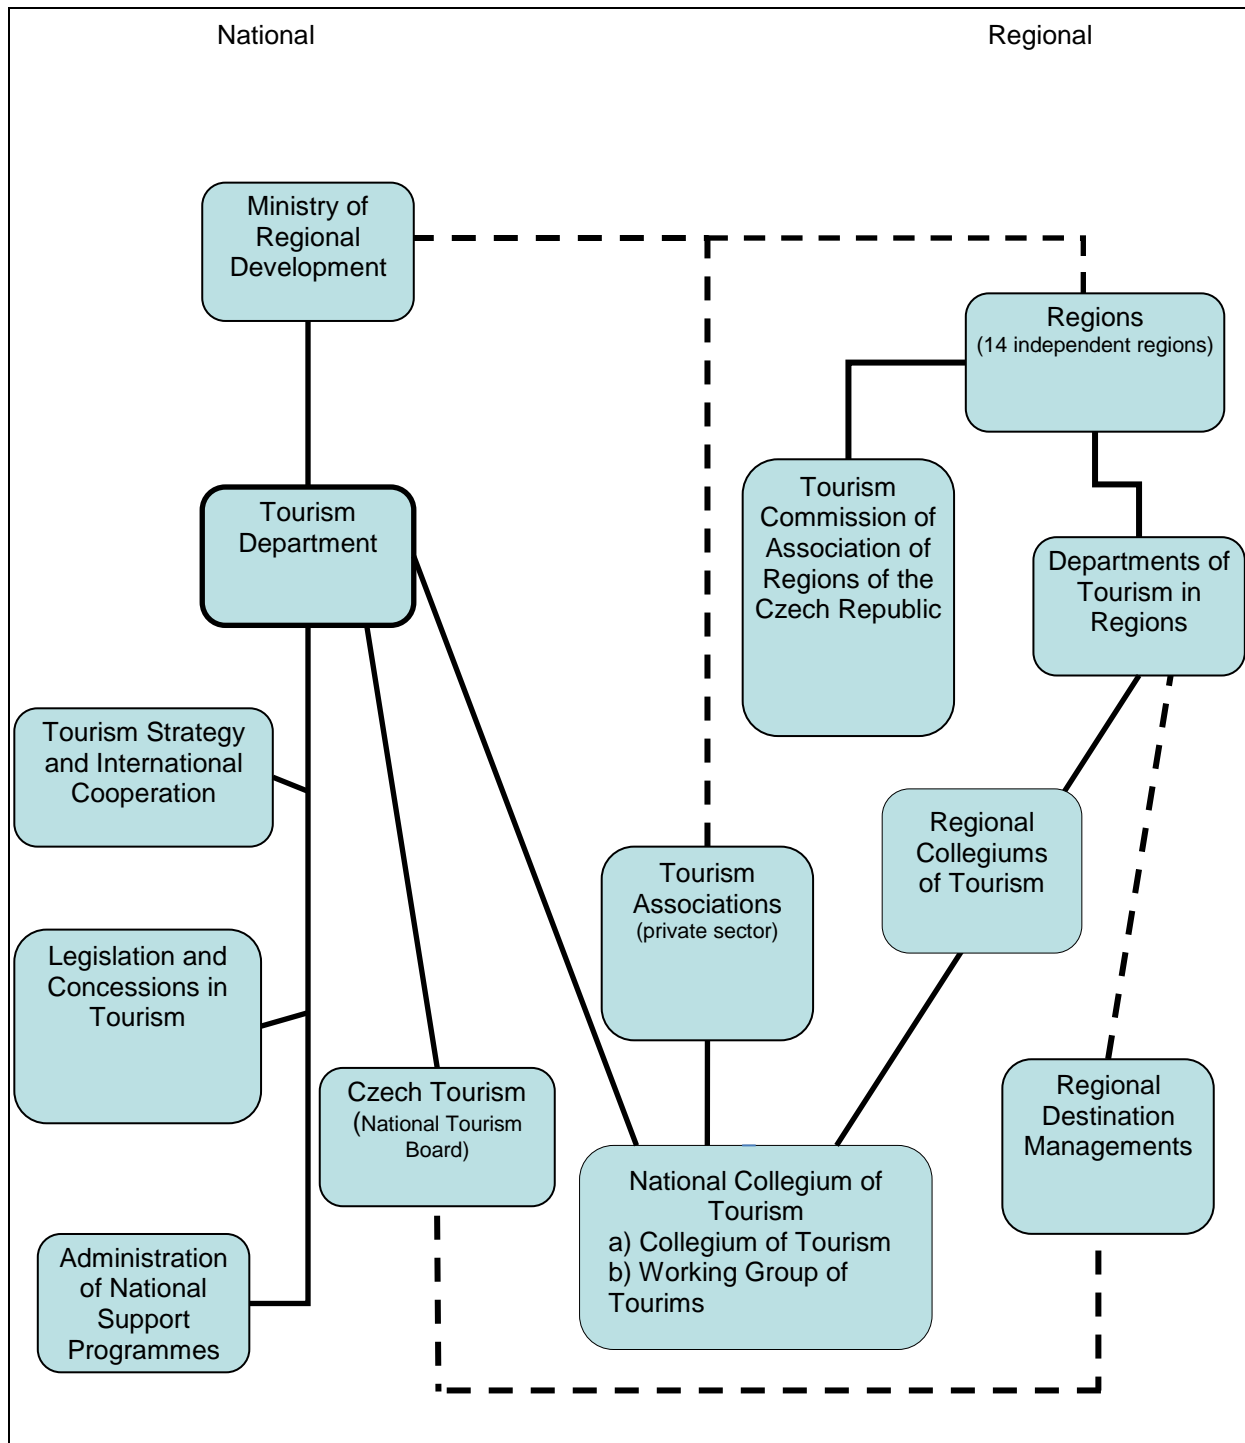 National
Regional
Ministry of
Regional
Development
Regions
(14 independent regions)
Tourism
Department
Tourism
Commission of
Association of
Regions of the
Czech Republic
Departments of
Tourism in
Regions
Tourism Strategy
and International
Cooperation
Regional
Collegiums
of Tourism
Tourism
Associations
(private sector)
Legislation and
Concessions in
Tourism
Czech Tourism
(National Tourism
Board)
Regional
Destination
Managements
National Collegium of
Tourism
a) Collegium of Tourism
b) Working Group of
Tourims
Administration
of National
Support
Programmes